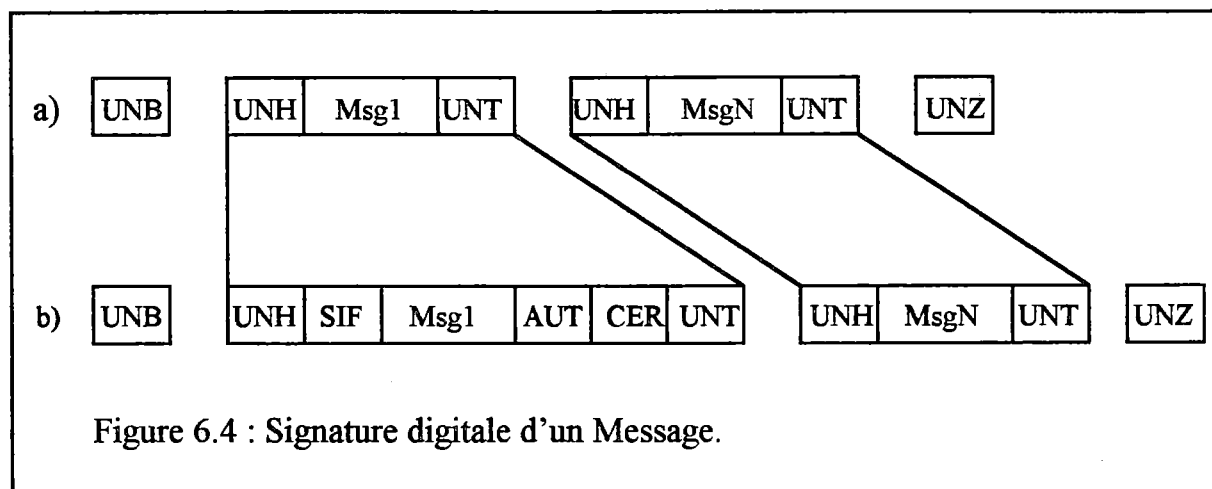 a) UNB UNH Msg1 UNT UNH MsgN UNT UNZ
b) UNB UNH SIF Msg1 AUT CER UNT UNH MsgN UNT UNZ
Figure 6.4 : Signature digitale d'un Message.